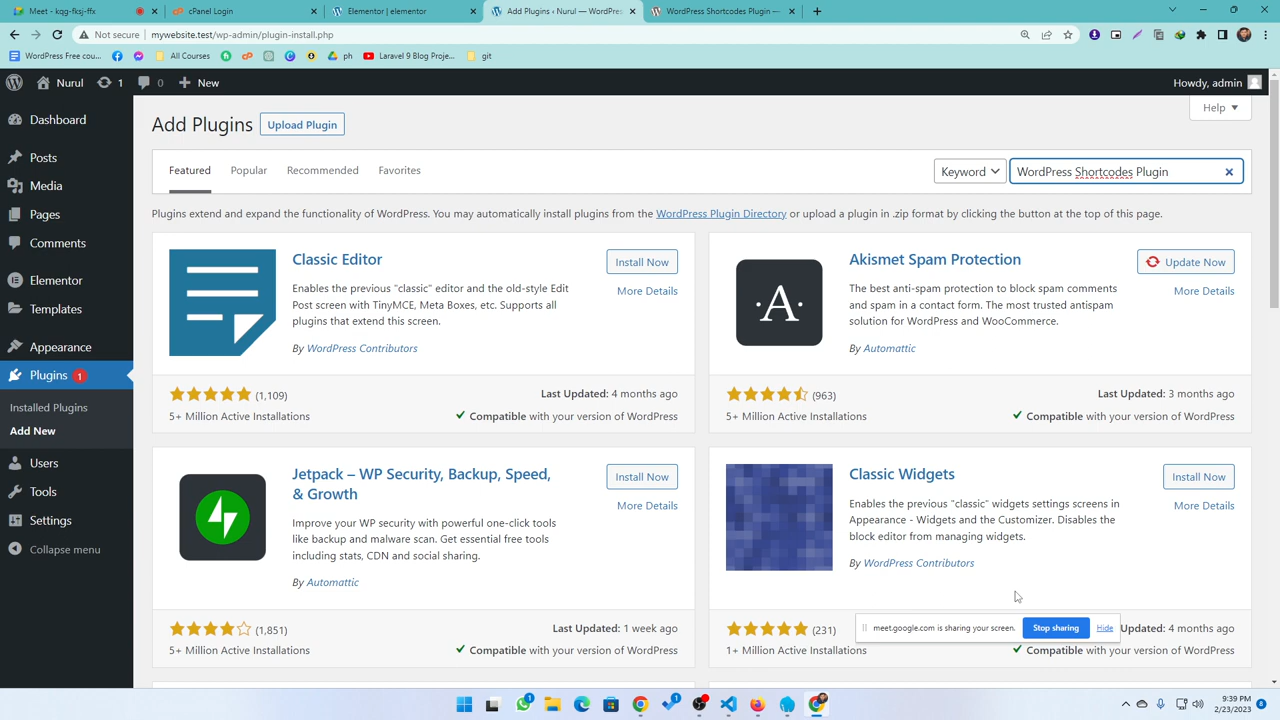 Meet - kqg-fksj-ffx
cPanel Login
Elementor | elementor
Add Plugins ‹ Nurul — WordPres
WordPress Shortcodes Plugin —
Not secure | mywebsite.test/wp-admin/plugin-install.php
WordPress Free cou...
All Courses
ph
Laravel 9 Blog Proje...
git
Nurul
1
0
New
Howdy, admin
Dashboard
Posts
Media
Pages
Comments
Elementor
Templates
Appearance
Plugins 1
Installed Plugins
Add New
Users
Tools
Settings
Collapse menu
Help
Add Plugins
Upload Plugin
Featured
Popular
Recommended
Favorites
Keyword
WordPress Shortcodes Plugin
Plugins extend and expand the functionality of WordPress. You may automatically install plugins from the WordPress Plugin Directory or upload a plugin in .zip format by clicking the button at the top of this page.
Classic Editor
Install Now
More Details
Enables the previous "classic" editor and the old-style Edit
Post screen with TinyMCE, Meta Boxes, etc. Supports all
plugins that extend this screen.
By WordPress Contributors
(1,109)
Last Updated: 4 months ago
5+ Million Active Installations
Compatible with your version of WordPress
A
Akismet Spam Protection
Update Now
More Details
The best anti-spam protection to block spam comments
and spam in a contact form. The most trusted antispam
solution for WordPress and WooCommerce.
By Automattic
(963)
Last Updated: 3 months ago
5+ Million Active Installations
Compatible with your version of WordPress
Jetpack – WP Security, Backup, Speed,
& Growth
Install Now
More Details
Improve your WP security with powerful one-click tools
like backup and malware scan. Get essential free tools
including stats, CDN and social sharing.
By Automattic
(1,851)
Last Updated: 1 week ago
5+ Million Active Installations
Compatible with your version of WordPress
Classic Widgets
Install Now
More Details
Enables the previous "classic" widgets settings screens in
Appearance - Widgets and the Customizer. Disables the
block editor from managing widgets.
By WordPress Contributors
(231)
Updated: 4 months ago
1+ Million Active Installations
Compatible with your version of WordPress
meet.google.com is sharing your screen.
Stop sharing
Hide
1
1
9:39 PM
2/23/2023